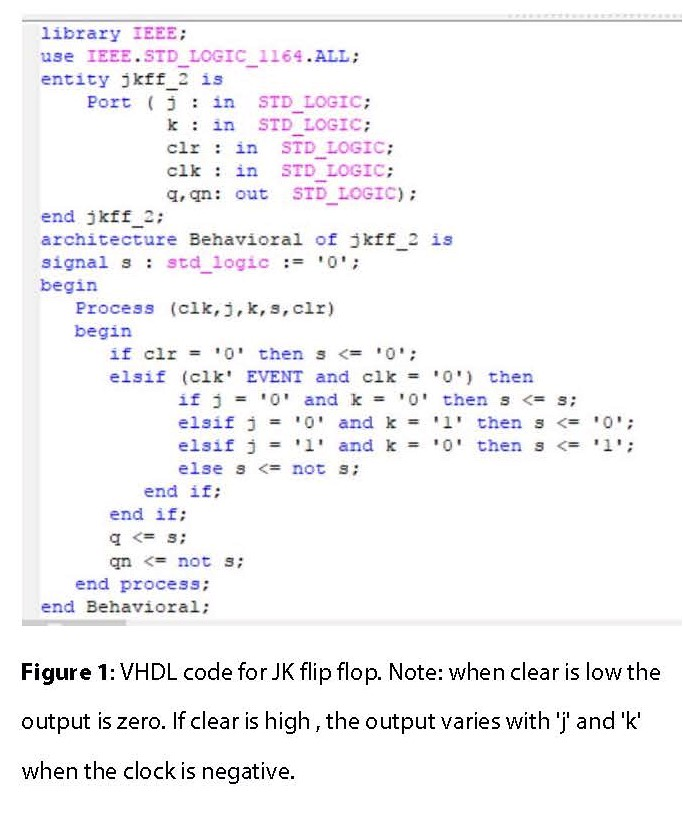 library IEEE;
use IEEE.STD_LOGIC_1164.ALL;
entity jkff_2 is
Port ( j : in STD_LOGIC;
k : in STD_LOGIC;
clr : in STD_LOGIC;
clk : in STD_LOGIC;
q,qn: out STD_LOGIC);
end jkff_2;
architecture Behavioral of jkff_2 is
signal s : std_logic := '0';
begin
Process (clk,j,k,s,clr)
begin
if clr = '0' then s <= '0';
elsif (clk' EVENT and clk = '0') then
if j = '0' and k = '0' then s <= s;
elsif j = '0' and k = '1' then s <= '0';
elsif j = '1' and k = '0' then s <= '1';
else s <= not s;
end if;
end if;
q <= s;
qn <= not s;
end process;
end Behavioral;
Figure 1: VHDL code for JK flip flop. Note: when clear is low the
output is zero. If clear is high , the output varies with 'j' and 'k'
when the clock is negative.